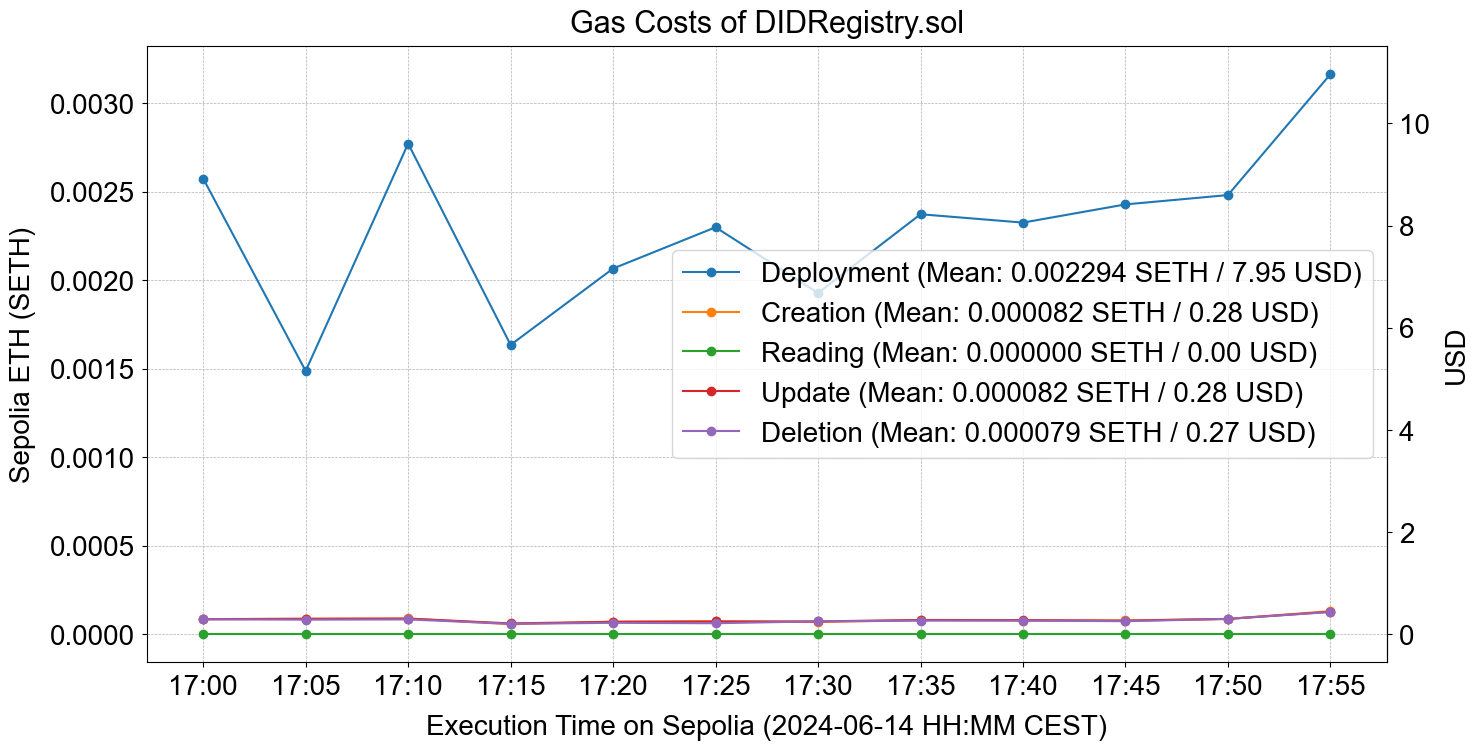 Gas Costs of DIDRegistry.sol
Sepolia ETH (SETH)
0.0030
0.0025
0.0020
0.0015
0.0010
0.0005
0.0000
Deployment (Mean: 0.002294 SETH / 7.95 USD)
Creation (Mean: 0.000082 SETH / 0.28 USD)
Reading (Mean: 0.000000 SETH / 0.00 USD)
Update (Mean: 0.000082 SETH / 0.28 USD)
Deletion (Mean: 0.000079 SETH / 0.27 USD)
10
8
6
4
2
0
USD
17:00 17:05 17:10 17:15 17:20 17:25 17:30 17:35 17:40 17:45 17:50 17:55
Execution Time on Sepolia (2024-06-14 HH:MM CEST)